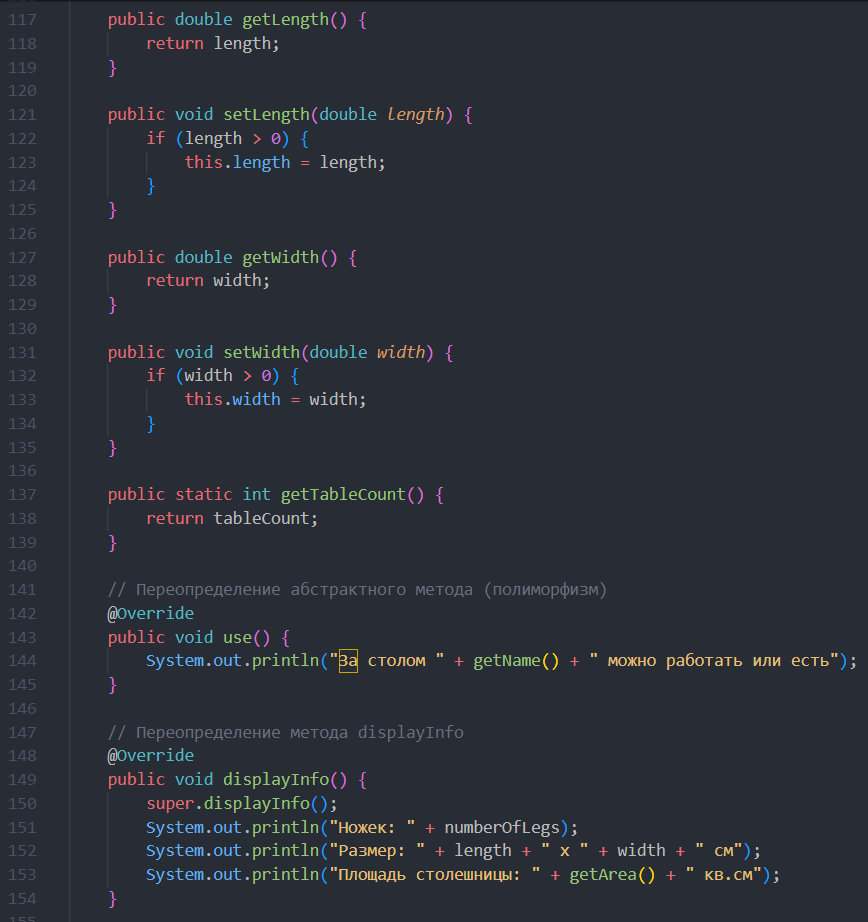 117 public double getLength() {
118 return length;
119 }
120
121 public void setLength(double length) {
122 if (length > 0) {
123 this.length = length;
124 }
125 }
126
127 public double getWidth() {
128 return width;
129 }
130
131 public void setWidth(double width) {
132 if (width > 0) {
133 this.width = width;
134 }
135 }
136
137 public static int getTableCount() {
138 return tableCount;
139 }
140
141 // Переопределение абстрактного метода (полиморфизм)
142 @Override
143 public void use() {
144 System.out.println("За столом " + getName() + " можно работать или есть");
145 }
146
147 // Переопределение метода displayInfo
148 @Override
149 public void displayInfo() {
150 super.displayInfo();
151 System.out.println("Ножек: " + numberOfLegs);
152 System.out.println("Размер: " + length + " x " + width + " см");
153 System.out.println("Площадь столешницы: " + getArea() + " кв.см");
154 }
155